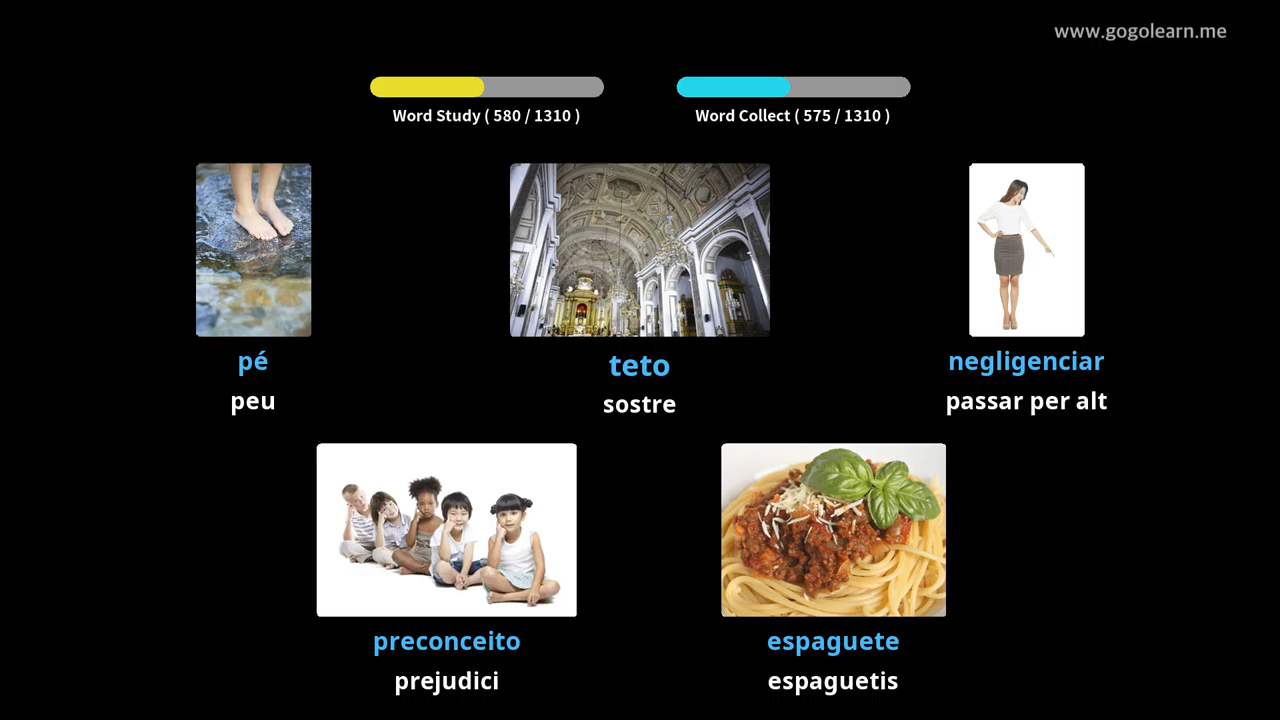 www.gogolearn.me
Word Study ( 580 / 1310 )
Word Collect ( 575 / 1310 )
pé
peu
teto
sostre
negligenciar
passar per alt
preconceito
prejudici
espaguete
espaguetis